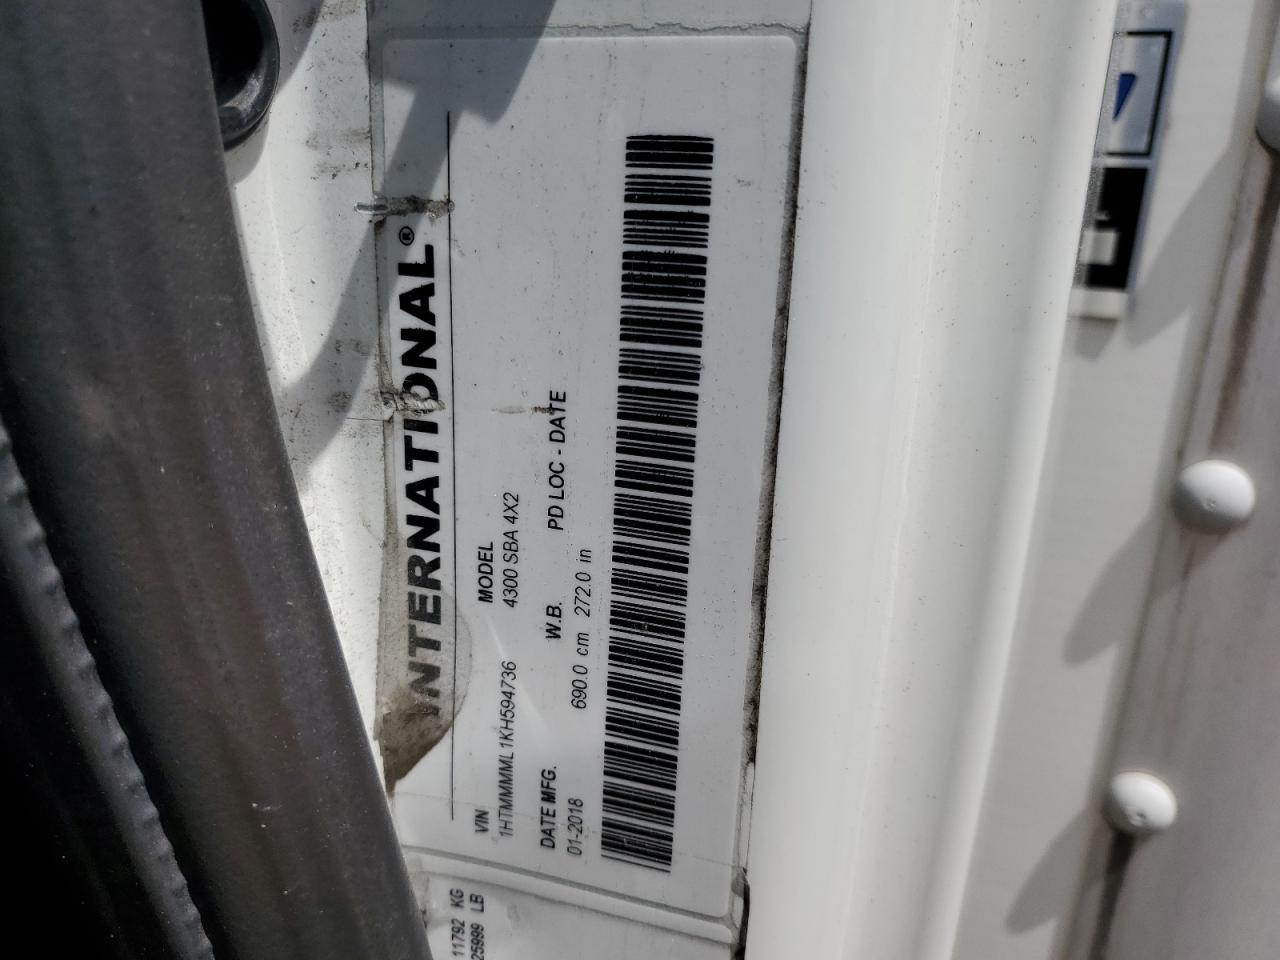 INTERNATIONAL®
VIN MODEL
1HTMMMML1KH594736 4300 SBA 4X2
DATE MFG. W.B. PD LOC - DATE
01-2018 690.0 cm 272.0 in
11792 KG
25999 LB